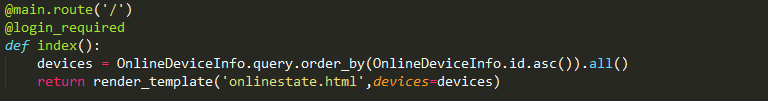 @main.route('/')
@login_required
def index():
    devices = OnlineDeviceInfo.query.order_by(OnlineDeviceInfo.id.asc()).all()
    return render_template('onlinestate.html',devices=devices)